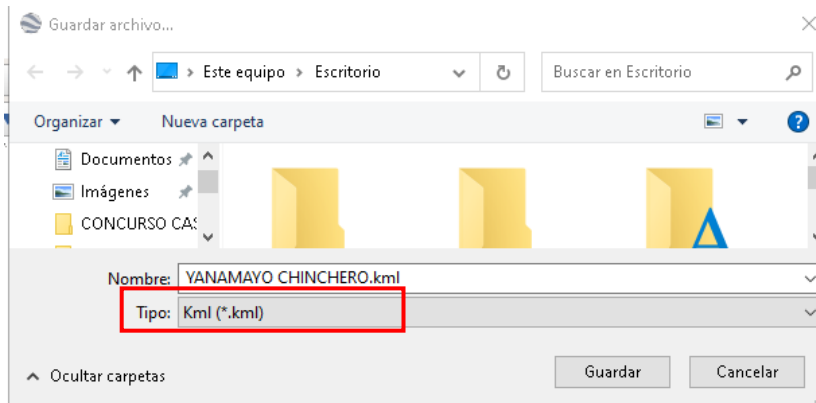 Guardar archivo...
Este equipo > Escritorio
Buscar en Escritorio
Organizar
Nueva carpeta
Documentos
Imágenes
CONCURSO CAS
Nombre: YANAMAYO CHINCHERO.kml
Tipo: Kml (*.kml)
Ocultar carpetas
Guardar
Cancelar